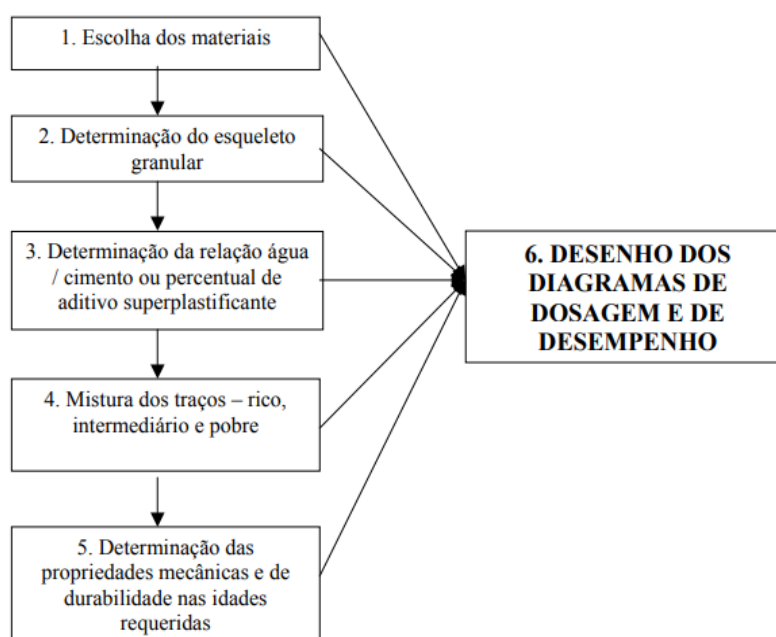 1. Escolha dos materiais
2. Determinação do esqueleto
granular
3. Determinação da relação água
/ cimento ou percentual de
aditivo superplastificante
4. Mistura dos traços – rico,
intermediário e pobre
5. Determinação das
propriedades mecânicas e de
durabilidade nas idades
requeridas
6. DESENHO DOS
DIAGRAMAS DE
DOSAGEM E DE
DESEMPENHO